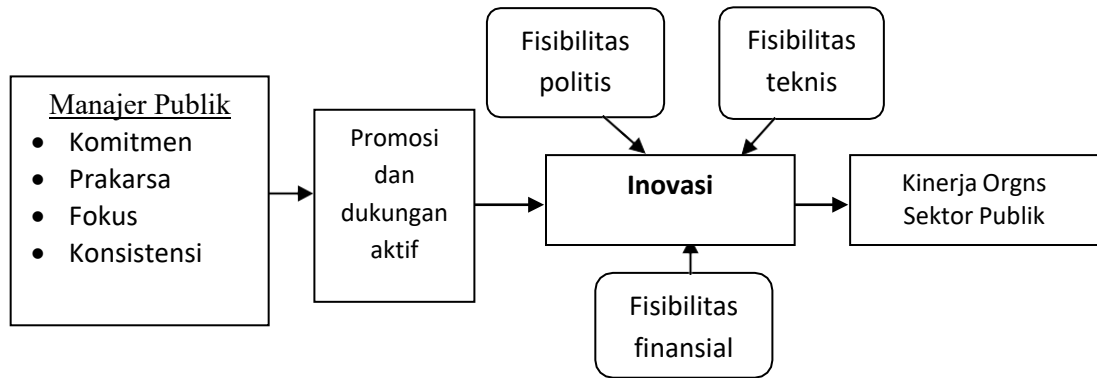 Manajer Publik
• Komitmen
• Prakarsa
• Fokus
• Konsistensi
Promosi
dan
dukungan
aktif
Fisibilitas
politis
Fisibilitas
teknis
Inovasi
Fisibilitas
finansial
Kinerja Orgns
Sektor Publik